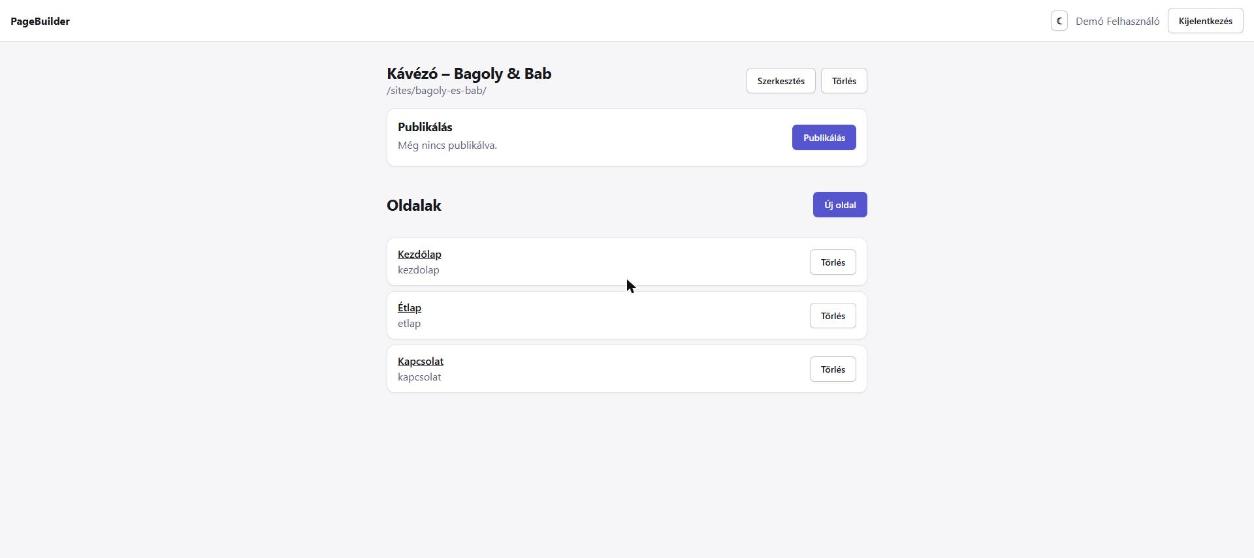 PageBuilder
Demó Felhasználó
Kijelentkezés
Kávézó – Bagoly & Bab
/sites/bagoly-es-bab/
Szerkesztés
Törlés
Publikálás
Még nincs publikálva.
Publikálás
Oldalak
Új oldal
Kezdőlap
kezdolap
Törlés
Étlap
etlap
Törlés
Kapcsolat
kapcsolat
Törlés